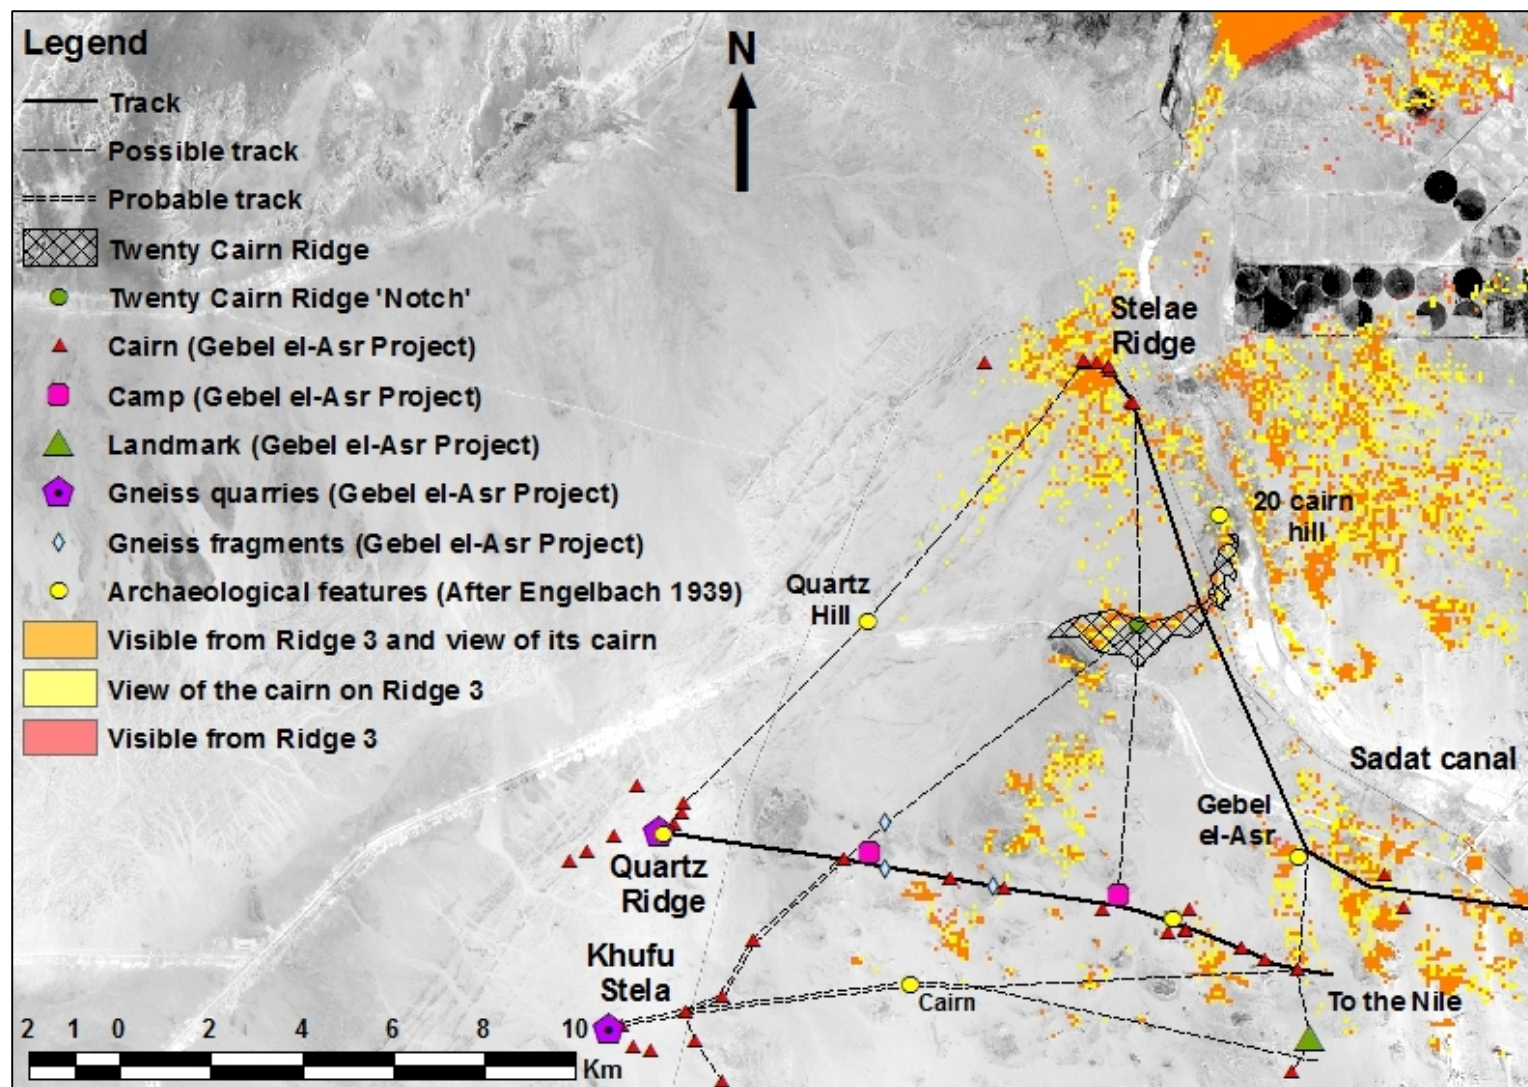 Legend
Track
Possible track
Probable track
Twenty Cairn Ridge
Twenty Cairn Ridge 'Notch'
Cairn (Gebel el-Asr Project)
Camp (Gebel el-Asr Project)
Landmark (Gebel el-Asr Project)
Gneiss quarries (Gebel el-Asr Project)
Gneiss fragments (Gebel el-Asr Project)
Archaeological features (After Engelbach 1939)
Visible from Ridge 3 and view of its cairn
View of the cairn on Ridge 3
Visible from Ridge 3
N
Stelae
Ridge
20 cairn
hill
Quartz
Hill
Sadat canal
Gebel
el-Asr
Quartz
Ridge
Khufu
Stela
Cairn
To the Nile
2 1 0 2 4 6 8 10
Km